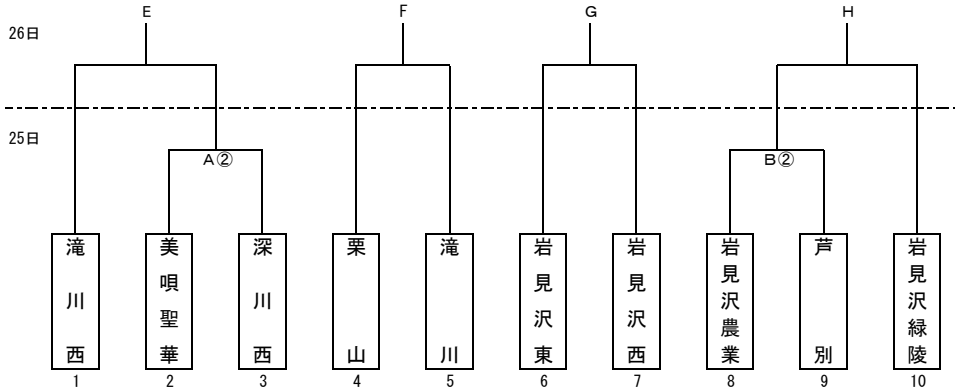 E F G H
26日
25日
A② B②
滝川西 美唄聖華 深川西 栗山 滝川 岩見沢東 岩見沢西 岩見沢農業 芦別 岩見沢緑陵
1 2 3 4 5 6 7 8 9 10